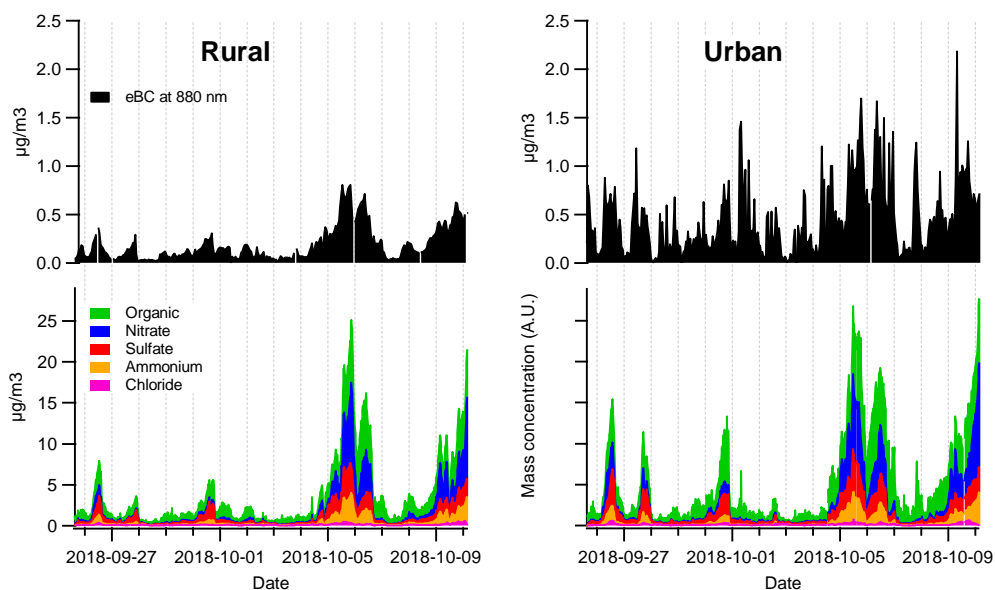 2.5
2.0
1.5
1.0
0.5
0.0
µg/m3
Rural
eBC at 880 nm
2.5
2.0
1.5
1.0
0.5
0.0
µg/m3
Urban
25
20
15
10
5
0
µg/m3
Organic
Nitrate
Sulfate
Ammonium
Chloride
2018-09-27
2018-10-01
2018-10-05
2018-10-09
Date
Mass concentration (A.U.)
2018-09-27
2018-10-01
2018-10-05
2018-10-09
Date